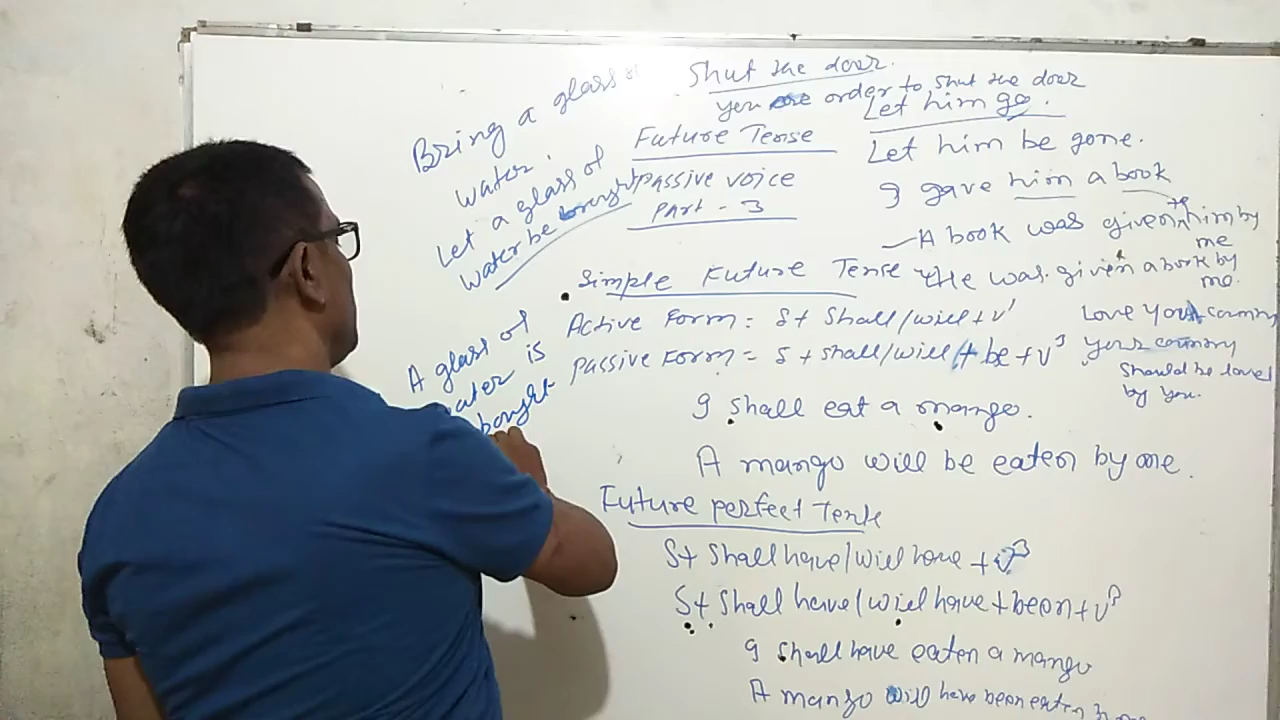 Bring a glass of
water.
Let a glass of
water be brought
A glass of
water is
bought
Shut the door.
you are order to shut the door
Future Tense
Passive voice
Part - 3
Let him go.
Let him be gone.
I gave him a book
A book was given to him by
me
He was given a book by
me.
Love your country
your country
should be loved
by you.
Simple Future Tense
Active Form = S+ Shall/will+V¹
Passive Form = S+shall/will+be+V³
I shall eat a mango.
A mango will be eaten by me.
Future perfect Tense
S+ Shall have/will have +V³
S+ Shall have/will have+been+V³
I shall have eaten a mango
A mango will have been eaten